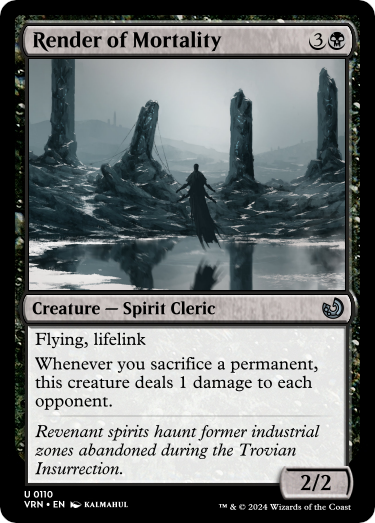 Render of Mortality 3
Creature — Spirit Cleric
Flying, lifelink
Whenever you sacrifice a permanent,
this creature deals 1 damage to each
opponent.
Revenant spirits haunt former industrial
zones abandoned during the Trovian
Insurrection.
2/2
U 0110
VRN • EN KALMAHUL
™ & © 2024 Wizards of the Coast